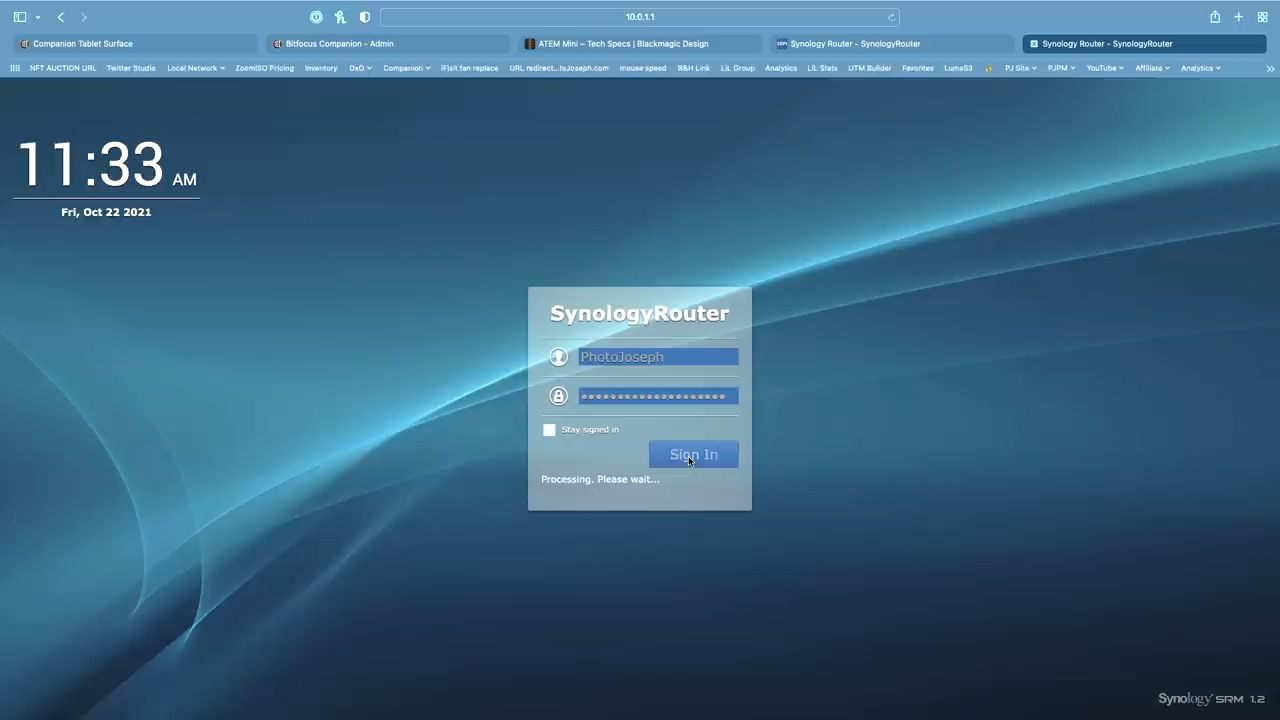 10.0.1.1
Companion Tablet Surface
Bitfocus Companion - Admin
ATEM Mini – Tech Specs | Blackmagic Design
SRM
Synology Router - SynologyRouter
Synology Router - SynologyRouter
NFT AUCTION URL Twitter Studio Local Network ZoomISO Pricing Inventory DxO Companion iFixit fan replace URL redirect...toJoseph.com mouse speed B&H Link LiL Group Analytics LiL Stats UTM Builder Favorites LumaS3 PJ Site PJPM YouTube Affiliate Analytics
11:33 AM
Fri, Oct 22 2021
SynologyRouter
PhotoJoseph
Stay signed in
Sign In
Processing. Please wait...
Synology SRM 1.2